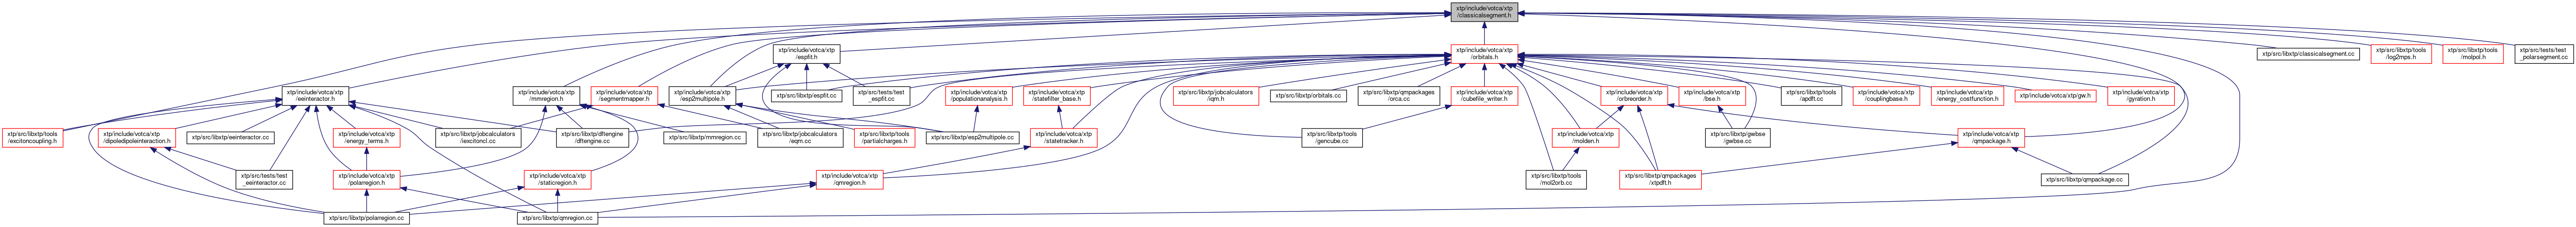 xtp/include/votca/xtp
/classicalsegment.h
xtp/include/votca/xtp
/espfit.h
xtp/include/votca/xtp
/orbitals.h
xtp/src/libxtp/classicalsegment.cc
xtp/src/libxtp/tools
/log2mps.h
xtp/src/libxtp/tools
/molpol.h
xtp/src/tests/test
_polarsegment.cc
xtp/include/votca/xtp
/eeinteractor.h
xtp/include/votca/xtp
/mmregion.h
xtp/include/votca/xtp
/segmentmapper.h
xtp/include/votca/xtp
/esp2multipole.h
xtp/src/libxtp/espfit.cc
xtp/src/tests/test
_espfit.cc
xtp/include/votca/xtp
/populationanalysis.h
xtp/include/votca/xtp
/statefilter_base.h
xtp/src/libxtp/jobcalculators
/iqm.h
xtp/src/libxtp/orbitals.cc
xtp/src/libxtp/qmpackages
/orca.cc
xtp/include/votca/xtp
/cubefile_writer.h
xtp/include/votca/xtp
/orbreorder.h
xtp/include/votca/xtp
/bse.h
xtp/src/libxtp/tools
/apdft.cc
xtp/include/votca/xtp
/couplingbase.h
xtp/include/votca/xtp
/energy_costfunction.h
xtp/include/votca/xtp/gw.h
xtp/include/votca/xtp
/gyration.h
xtp/src/libxtp/tools
/excitoncoupling.h
xtp/include/votca/xtp
/dipoledipoleinteraction.h
xtp/src/libxtp/eeinteractor.cc
xtp/include/votca/xtp
/energy_terms.h
xtp/src/libxtp/jobcalculators
/iexcitoncl.cc
xtp/src/libxtp/dftengine
/dftengine.cc
xtp/src/libxtp/mmregion.cc
xtp/src/libxtp/jobcalculators
/eqm.cc
xtp/src/libxtp/tools
/partialcharges.h
xtp/src/libxtp/esp2multipole.cc
xtp/include/votca/xtp
/statetracker.h
xtp/src/libxtp/tools
/gencube.cc
xtp/include/votca/xtp
/molden.h
xtp/src/libxtp/gwbse
/gwbse.cc
xtp/include/votca/xtp
/qmpackage.h
xtp/src/tests/test
_eeinteractor.cc
xtp/include/votca/xtp
/polarregion.h
xtp/include/votca/xtp
/staticregion.h
xtp/include/votca/xtp
/qmregion.h
xtp/src/libxtp/tools
/mol2orb.cc
xtp/src/libxtp/qmpackages
/xtpdft.h
xtp/src/libxtp/qmpackage.cc
xtp/src/libxtp/polarregion.cc
xtp/src/libxtp/qmregion.cc